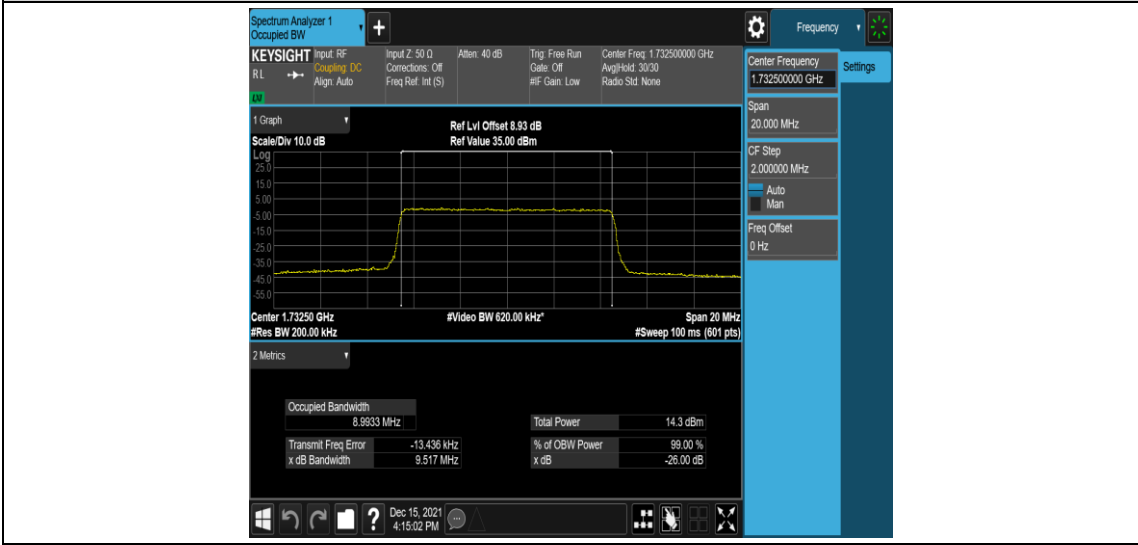 Spectrum Analyzer 1
Occupied BW
+
Frequency
KEYSIGHT
RL
LM
Input: RF
Coupling: DC
Align: Auto
Input Z: 50 Ω
Corrections: Off
Freq Ref: Int (S)
Atten: 40 dB
Trig: Free Run
Gate: Off
#IF Gain: Low
Center Freq: 1.732500000 GHz
Avg|Hold: 30/30
Radio Std: None
Center Frequency
1.732500000 GHz
Settings
Span
20.000 MHz
CF Step
2.000000 MHz
Auto
Man
Freq Offset
0 Hz
1 Graph
Scale/Div 10.0 dB
Ref Lvl Offset 8.93 dB
Ref Value 35.00 dBm
Log
25.0
15.0
5.00
-5.00
-15.0
-25.0
-35.0
-45.0
-55.0
Center 1.73250 GHz
#Video BW 620.00 kHz*
Span 20 MHz
#Res BW 200.00 kHz
#Sweep 100 ms (601 pts)
2 Metrics
Occupied Bandwidth
8.9933 MHz
Total Power 14.3 dBm
Transmit Freq Error -13.436 kHz
% of OBW Power 99.00 %
x dB Bandwidth 9.517 MHz
x dB -26.00 dB
?
Dec 15, 2021
4:15:02 PM